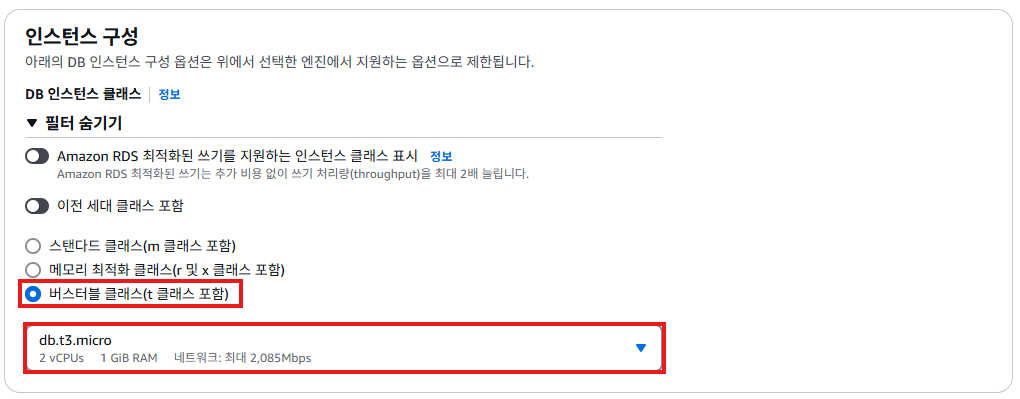 인스턴스 구성
아래의 DB 인스턴스 구성 옵션은 위에서 선택한 엔진에서 지원하는 옵션으로 제한됩니다.
DB 인스턴스 클래스 정보
▼ 필터 숨기기
Amazon RDS 최적화된 쓰기를 지원하는 인스턴스 클래스 표시 정보
Amazon RDS 최적화된 쓰기는 추가 비용 없이 쓰기 처리량(throughput)을 최대 2배 늘립니다.
이전 세대 클래스 포함
스탠다드 클래스(m 클래스 포함)
메모리 최적화 클래스(r 및 x 클래스 포함)
버스터블 클래스(t 클래스 포함)
db.t3.micro
2 vCPUs 1 GiB RAM 네트워크: 최대 2,085Mbps